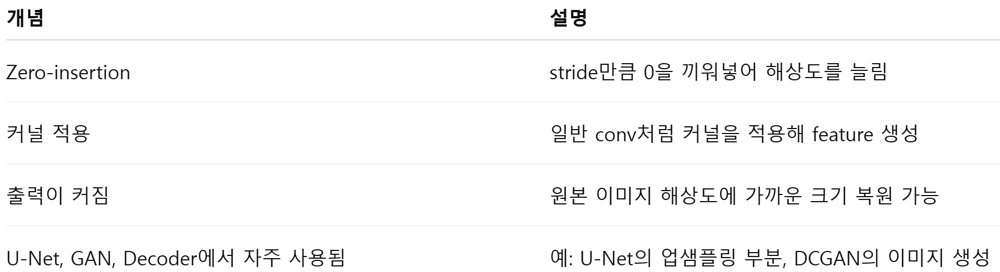 개념 설명
Zero-insertion stride만큼 0을 끼워넣어 해상도를 늘림
커널 적용 일반 conv처럼 커널을 적용해 feature 생성
출력이 커짐 원본 이미지 해상도에 가까운 크기 복원 가능
U-Net, GAN, Decoder에서 자주 사용됨 예: U-Net의 업샘플링 부분, DCGAN의 이미지 생성